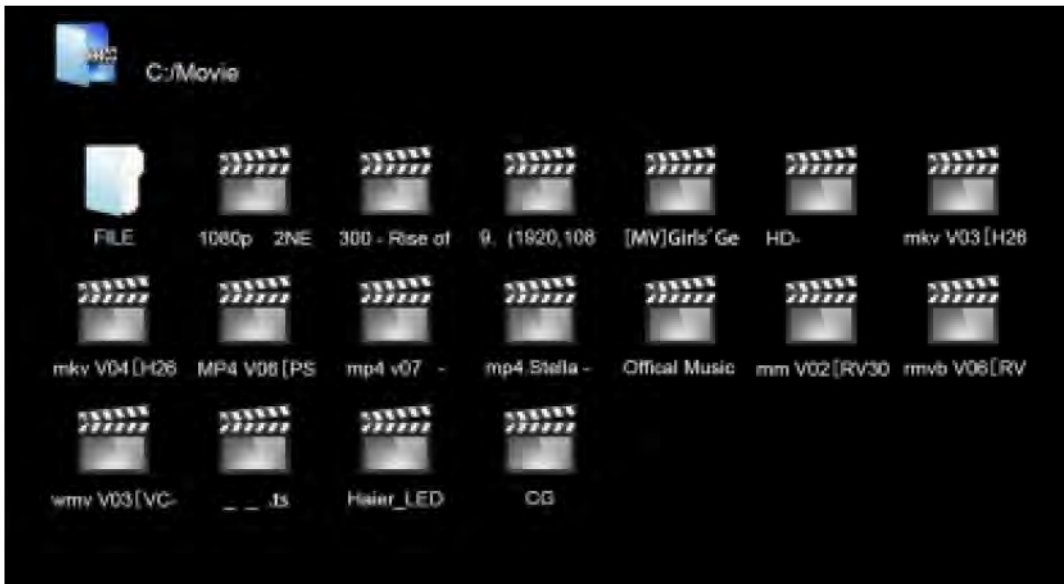 C:/Movie
FILE
1080p 2NE
300 - Rise of
9. (1920,108
[MV]Girls'Ge
HD-
mkv V03[H26
mkv V04[H26
MP4 V06[PS
mp4 v07 -
mp4.Stella -
Offical Music
mm V02[RV30
rmvb V06[RV
wmv V03[VC-
_ _ .ts
Haier_LED
CG